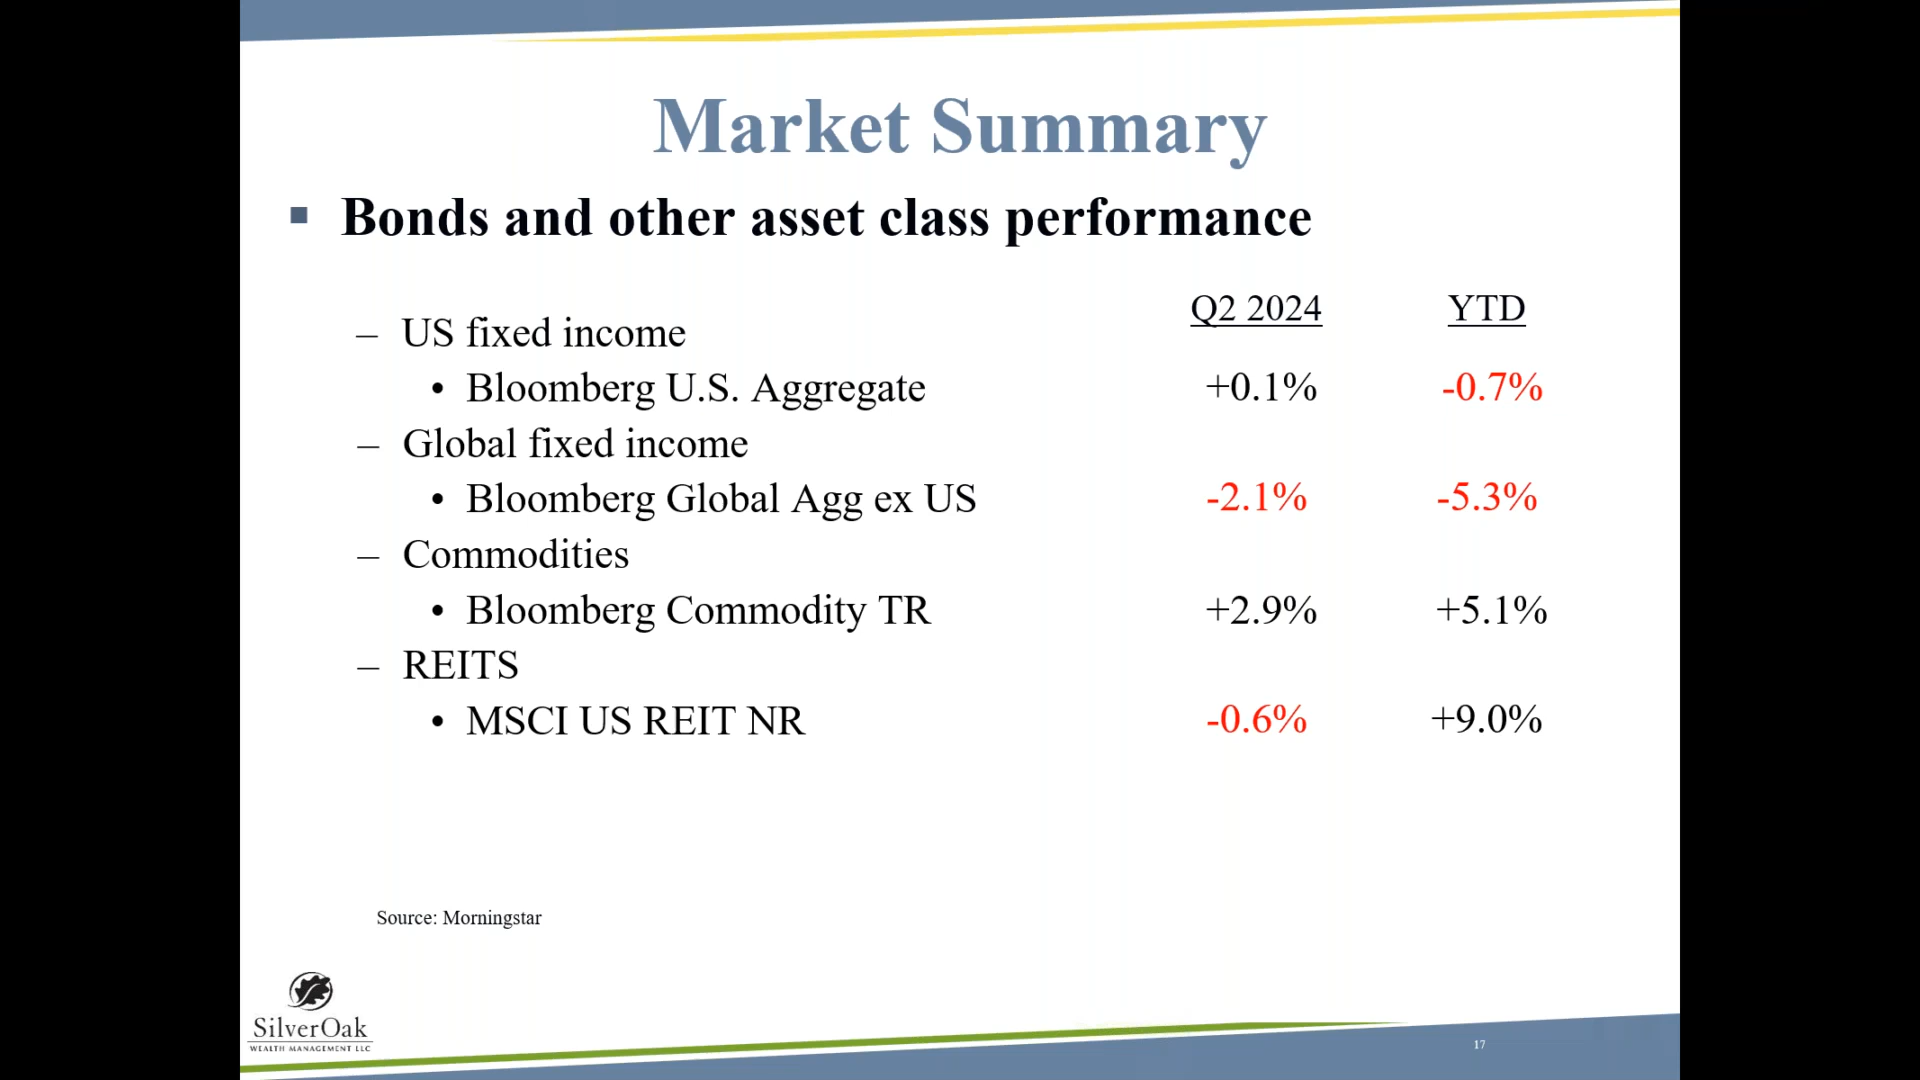 Market Summary
▪ Bonds and other asset class performance
Q2 2024 YTD
– US fixed income
• Bloomberg U.S. Aggregate +0.1% -0.7%
– Global fixed income
• Bloomberg Global Agg ex US -2.1% -5.3%
– Commodities
• Bloomberg Commodity TR +2.9% +5.1%
– REITS
• MSCI US REIT NR -0.6% +9.0%
Source: Morningstar
SilverOak
WEALTH MANAGEMENT LLC
17